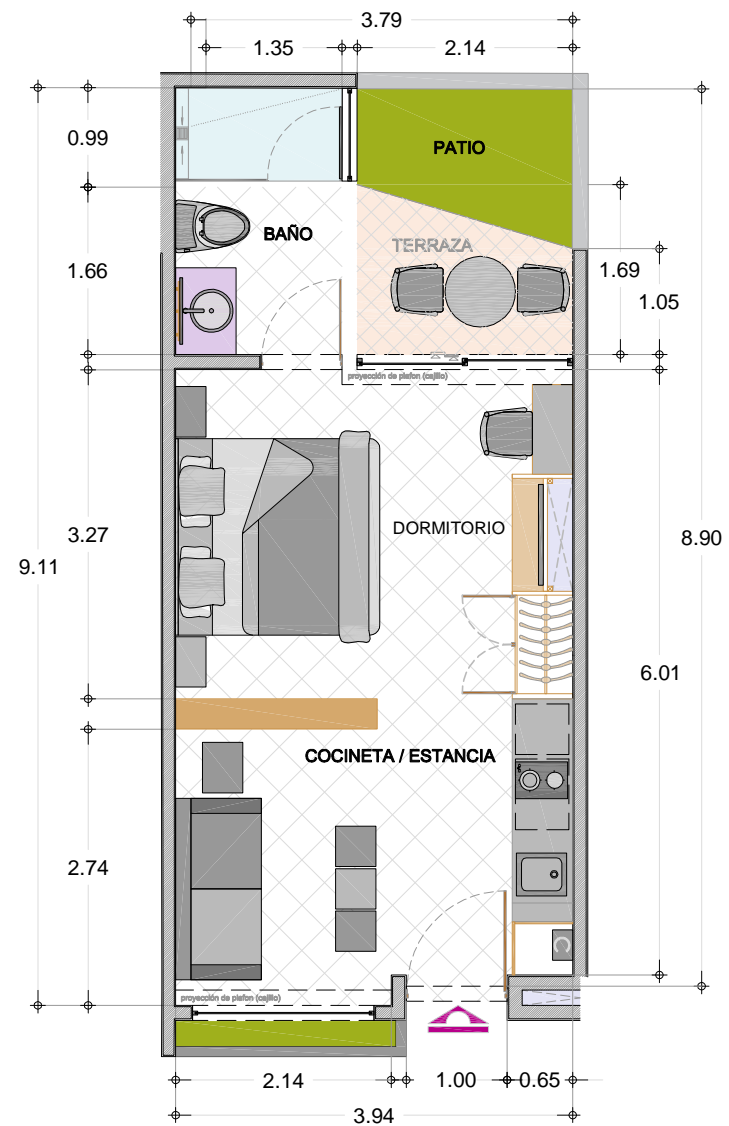 3.79
1.35
2.14
0.99
PATIO
BAÑO
TERRAZA
1.66
1.69
1.05
proyección de plafon (cajillo)
3.27
DORMITORIO
8.90
9.11
6.01
COCINETA / ESTANCIA
2.74
C
proyección de plafon (cajillo)
2.14
1.00
0.65
3.94